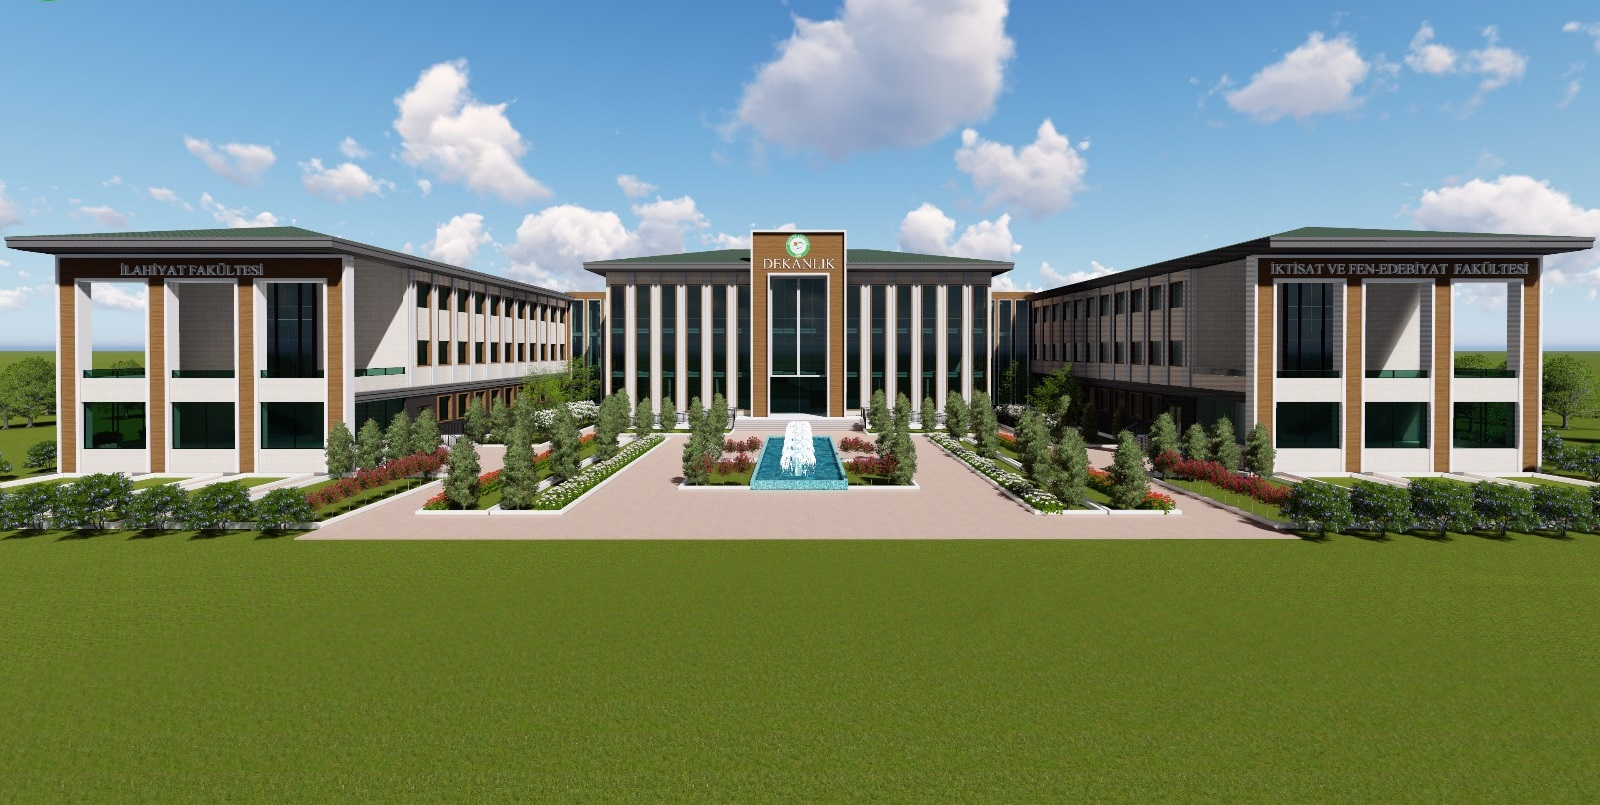 İLAHİYAT FAKÜLTESİ
DEKANLIK
İKTİSAT VE FEN-EDEBİYAT FAKÜLTESİ